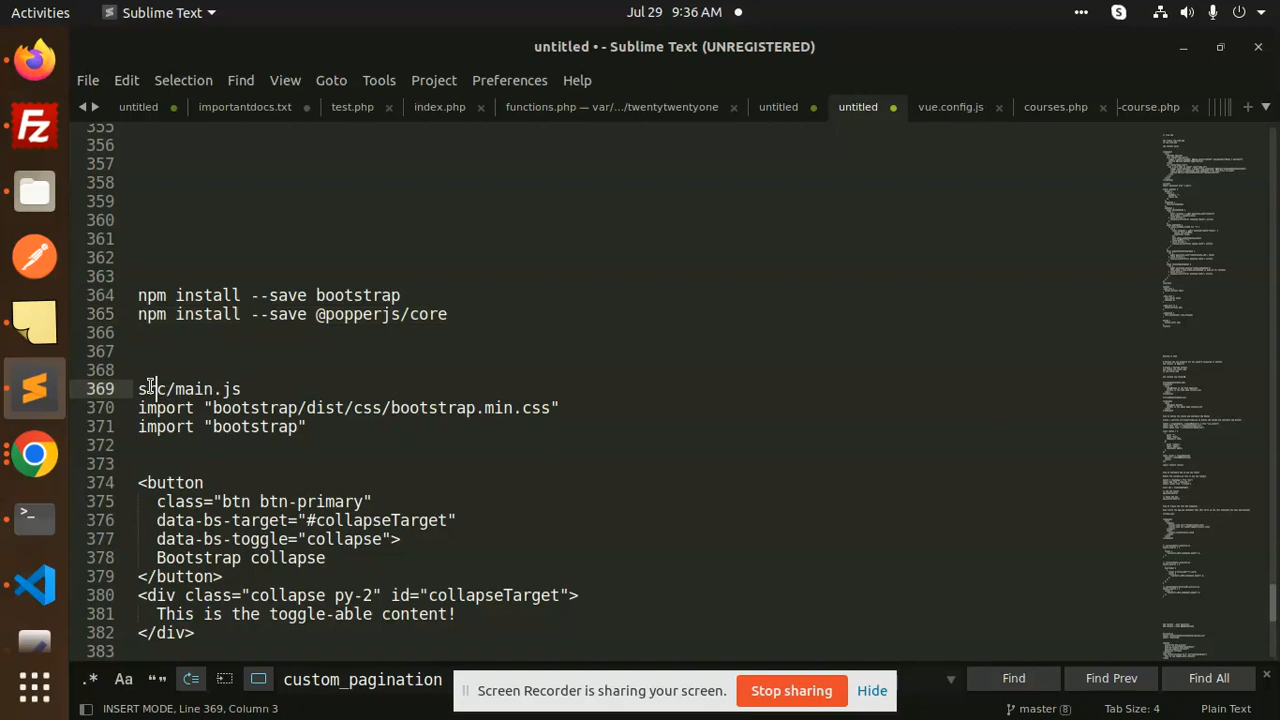 Activities
Sublime Text
Jul 29 9:36 AM
untitled • - Sublime Text (UNREGISTERED)
File Edit Selection Find View Goto Tools Project Preferences Help
untitled importantdocs.txt test.php index.php functions.php — var/.../twentytwentyone untitled untitled vue.config.js courses.php -course.php
355
356
357
358
359
360
361
362
363
364 npm install --save bootstrap
365 npm install --save @popperjs/core
366
367
368
369 src/main.js
370 import "bootstrap/dist/css/bootstrap.min.css"
371 import "bootstrap"
372
373
374 <button
375 class="btn btn-primary"
376 data-bs-target="#collapseTarget"
377 data-bs-toggle="collapse">
378 Bootstrap collapse
379 </button>
380 <div class="collapse py-2" id="collapseTarget">
381 This is the toggle-able content!
382 </div>
383
.* Aa “” custom_pagination Find Find Prev Find All
Screen Recorder is sharing your screen. Stop sharing Hide
INSERT MODE, Line 369, Column 3 master (8) Tab Size: 4 Plain Text